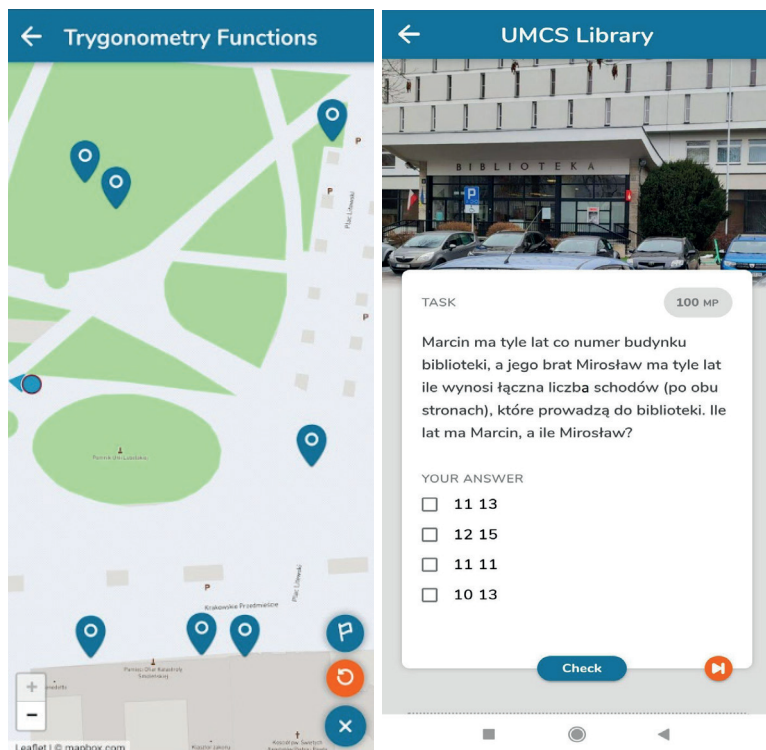 Trygonometry Functions
P
P
Plac Litewski
P
Pomnik Unii Lubelskiej
Plac Litewski
P
Krakowskie Przedmieście
+
−
Leaflet | © mapbox.com
UMCS Library
BIBLIOTEKA
P
TASK
100 MP
Marcin ma tyle lat co numer budynku
biblioteki, a jego brat Mirosław ma tyle lat
ile wynosi łączna liczba schodów (po obu
stronach), które prowadzą do biblioteki. Ile
lat ma Marcin, a ile Mirosław?
YOUR ANSWER
11 13
12 15
11 11
10 13
Check